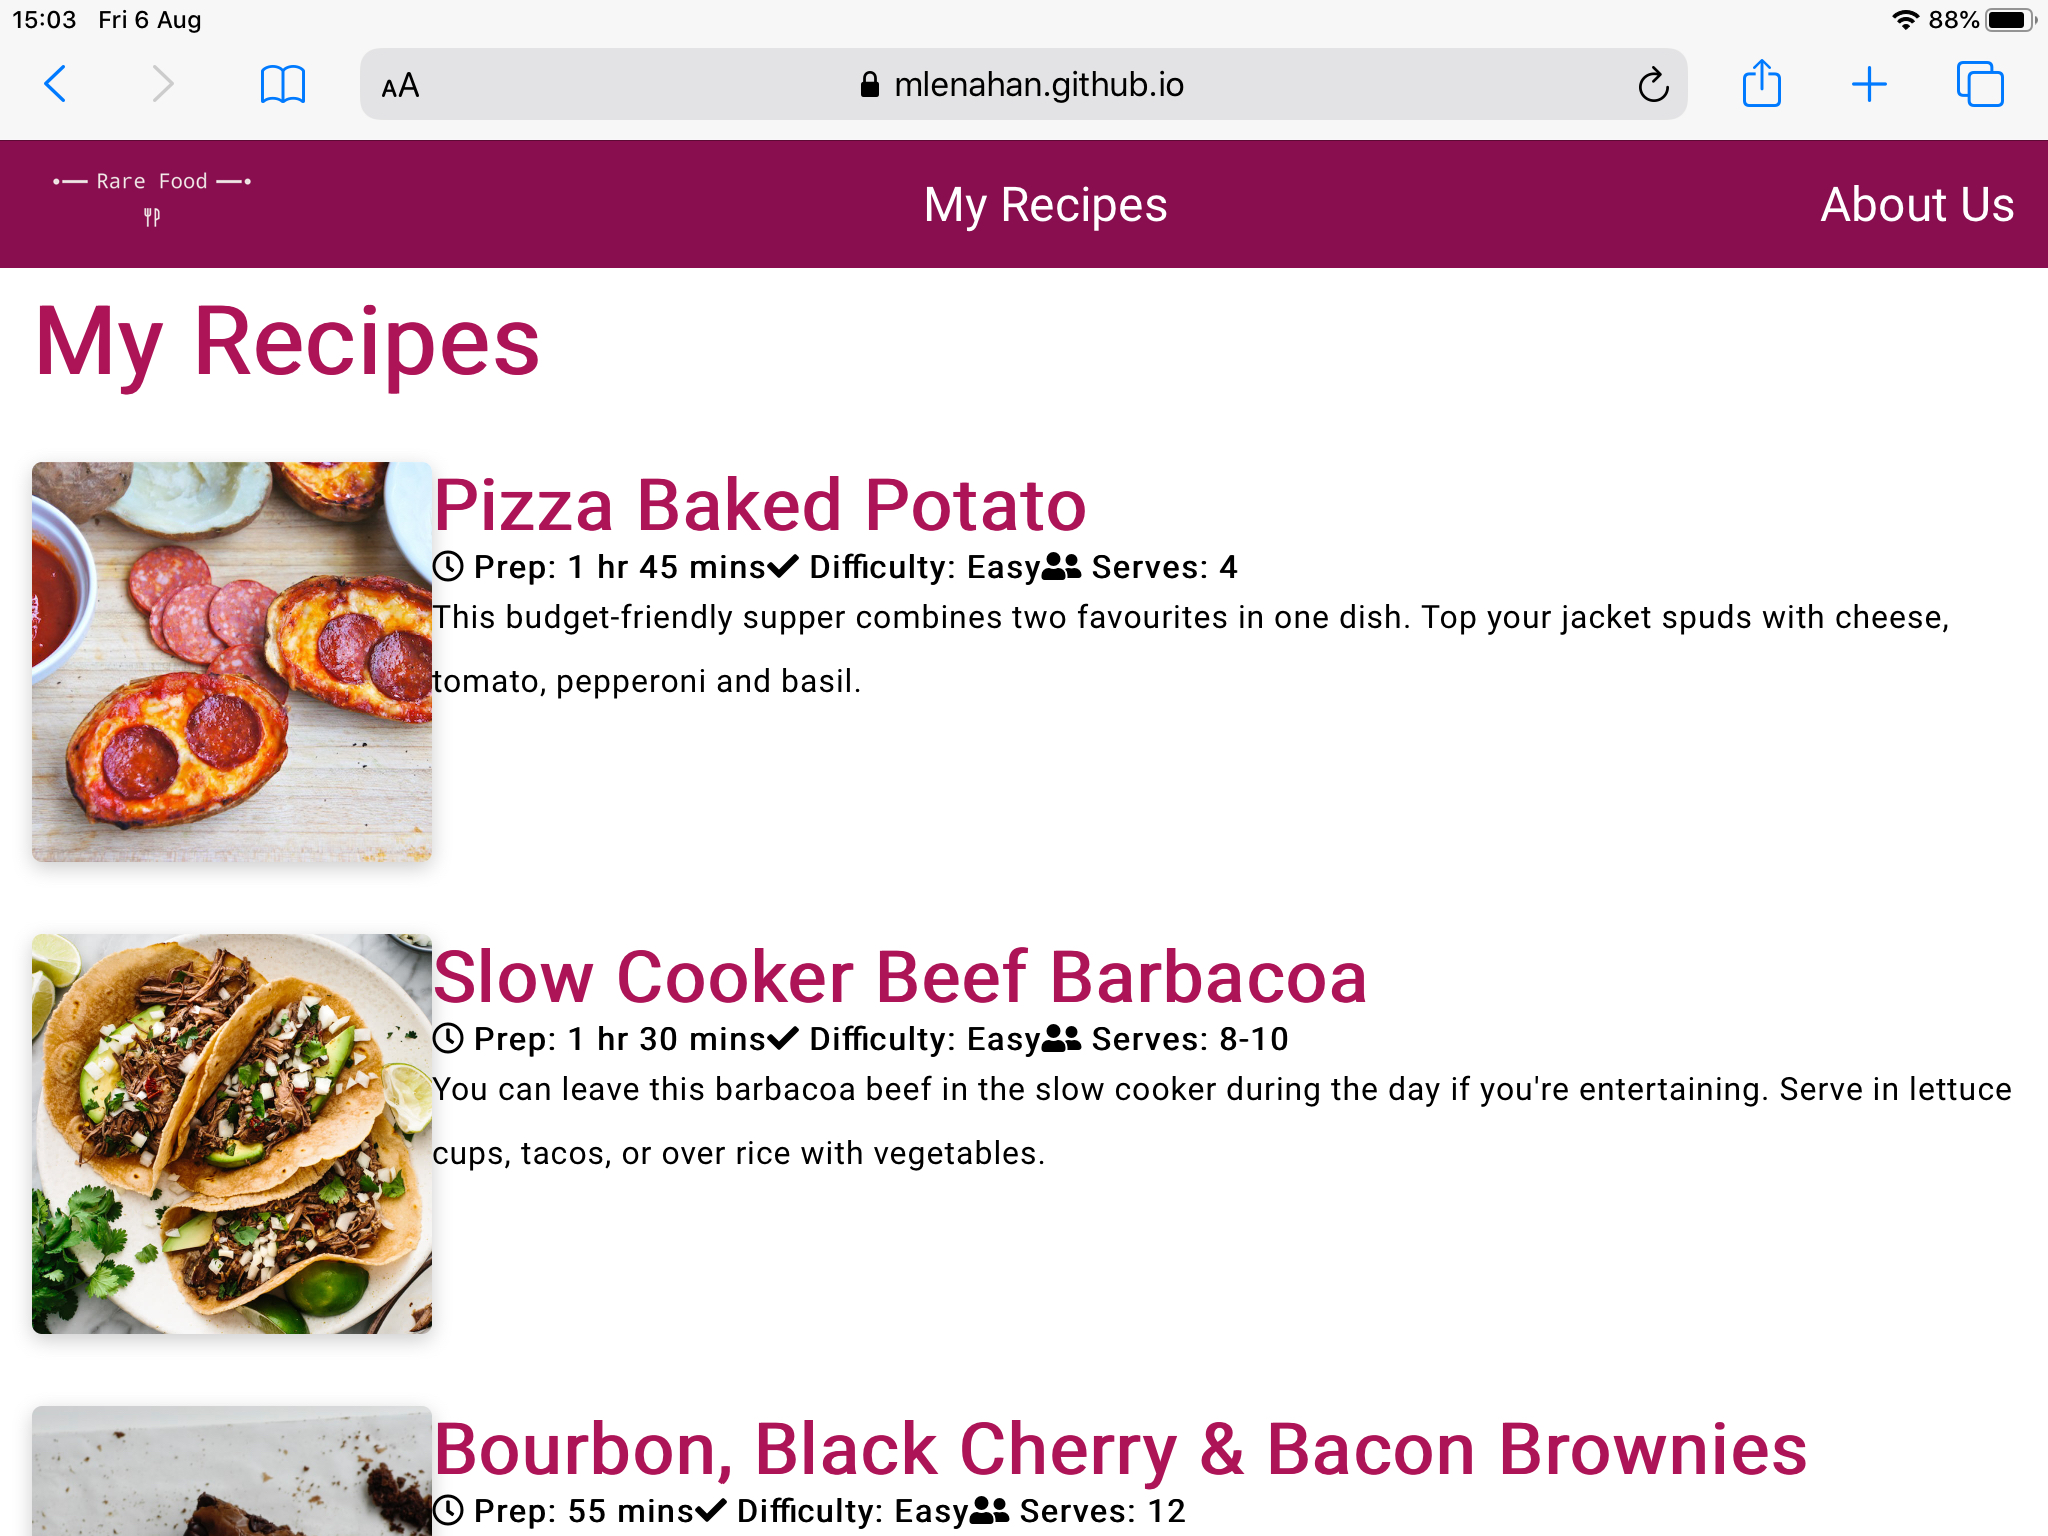 15:03 Fri 6 Aug 88%
AA mlenahan.github.io
Rare Food
My Recipes
About Us
My Recipes
Pizza Baked Potato
Prep: 1 hr 45 mins Difficulty: Easy Serves: 4
This budget-friendly supper combines two favourites in one dish. Top your jacket spuds with cheese,
tomato, pepperoni and basil.
Slow Cooker Beef Barbacoa
Prep: 1 hr 30 mins Difficulty: Easy Serves: 8-10
You can leave this barbacoa beef in the slow cooker during the day if you're entertaining. Serve in lettuce
cups, tacos, or over rice with vegetables.
Bourbon, Black Cherry & Bacon Brownies
Prep: 55 mins Difficulty: Easy Serves: 12